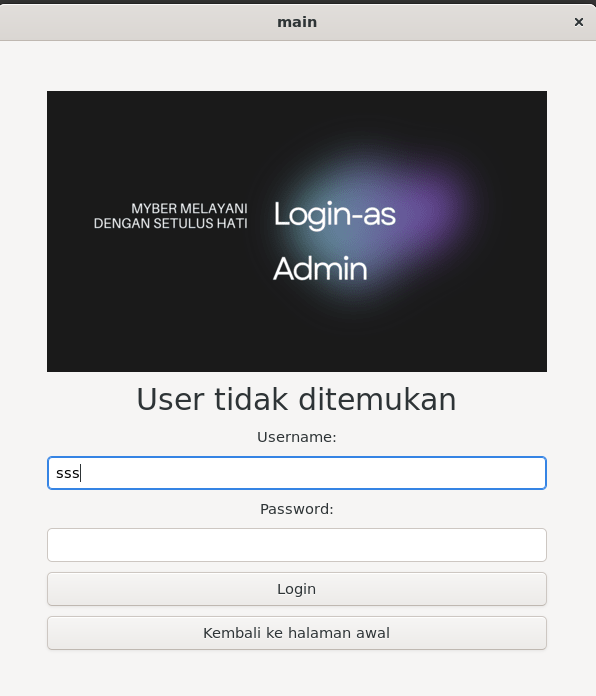 main
×
MYBER MELAYANI
DENGAN SETULUS HATI
Login-as
Admin
User tidak ditemukan
Username:
sss
Password:
Login
Kembali ke halaman awal